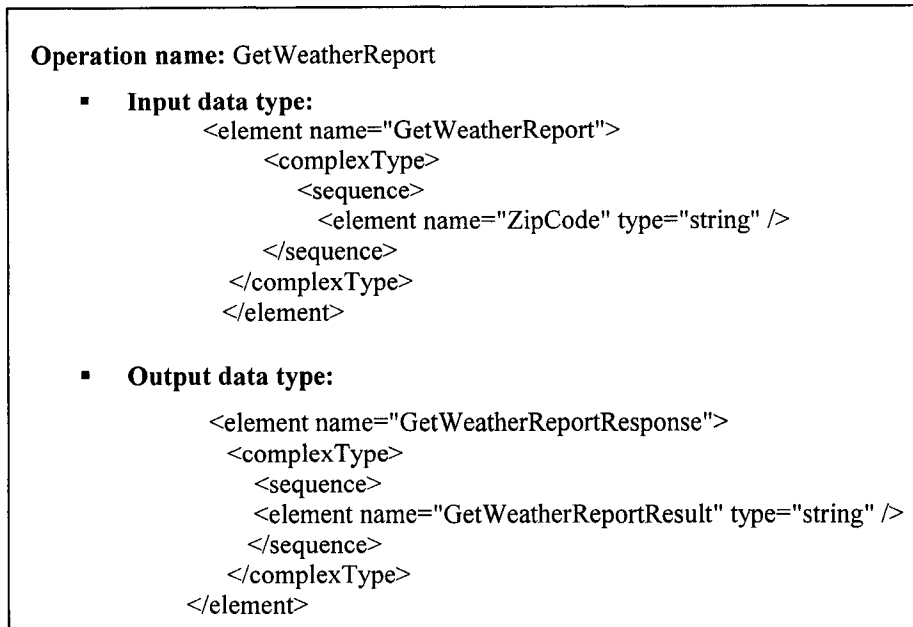 Operation name: GetWeatherReport
▪ Input data type:
<element name="GetWeatherReport">
<complexType>
<sequence>
<element name="ZipCode" type="string" />
</sequence>
</complexType>
</element>
▪ Output data type:
<element name="GetWeatherReportResponse">
<complexType>
<sequence>
<element name="GetWeatherReportResult" type="string" />
</sequence>
</complexType>
</element>